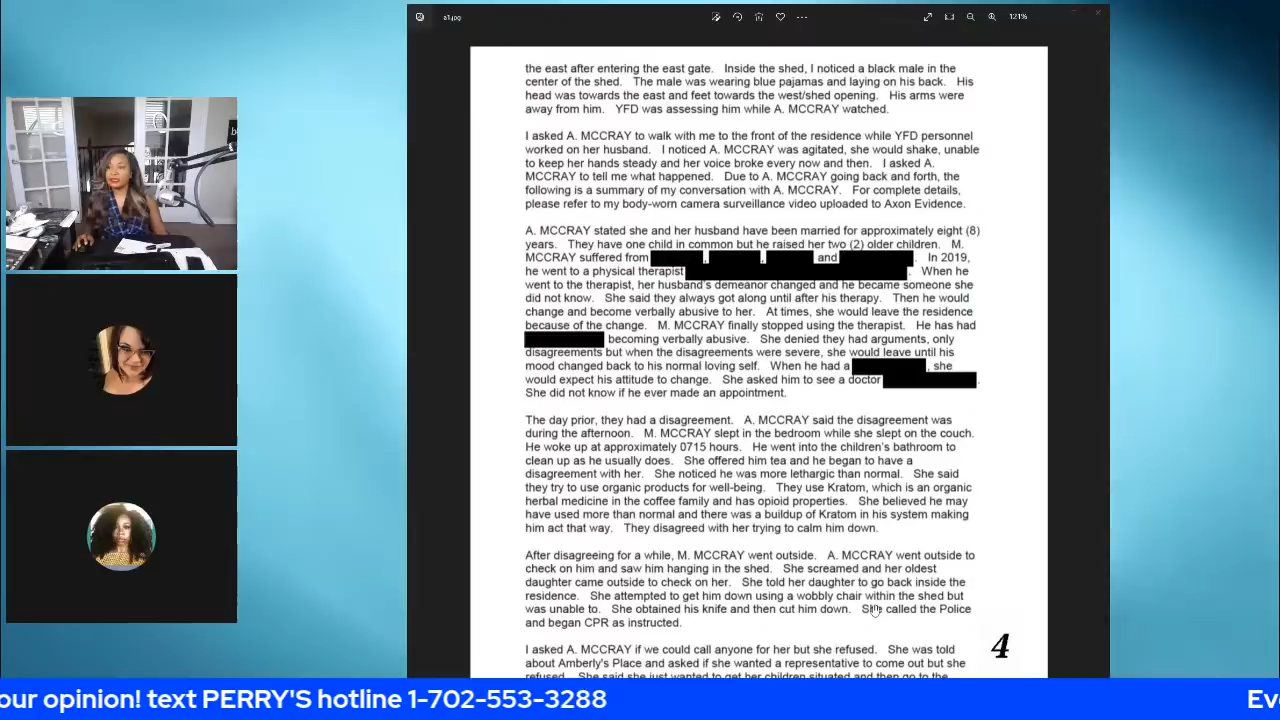 a1.jpg
121%
the east after entering the east gate. Inside the shed, I noticed a black male in the
center of the shed. The male was wearing blue pajamas and laying on his back. His
head was towards the east and feet towards the west/shed opening. His arms were
away from him. YFD was assessing him while A. MCCRAY watched.
I asked A. MCCRAY to walk with me to the front of the residence while YFD personnel
worked on her husband. I noticed A. MCCRAY was agitated, she would shake, unable
to keep her hands steady and her voice broke every now and then. I asked A.
MCCRAY to tell me what happened. Due to A. MCCRAY going back and forth, the
following is a summary of my conversation with A. MCCRAY. For complete details,
please refer to my body-worn camera surveillance video uploaded to Axon Evidence.
A. MCCRAY stated she and her husband have been married for approximately eight (8)
years. They have one child in common but he raised her two (2) older children. M.
MCCRAY suffered from , , and . In 2019,
he went to a physical therapist . When he
went to the therapist, her husband's demeanor changed and he became someone she
did not know. She said they always got along until after his therapy. Then he would
change and become verbally abusive to her. At times, she would leave the residence
because of the change. M. MCCRAY finally stopped using the therapist. He has had
becoming verbally abusive. She denied they had arguments, only
disagreements but when the disagreements were severe, she would leave until his
mood changed back to his normal loving self. When he had a , she
would expect his attitude to change. She asked him to see a doctor .
She did not know if he ever made an appointment.
The day prior, they had a disagreement. A. MCCRAY said the disagreement was
during the afternoon. M. MCCRAY slept in the bedroom while she slept on the couch.
He woke up at approximately 0715 hours. He went into the children's bathroom to
clean up as he usually does. She offered him tea and he began to have a
disagreement with her. She noticed he was more lethargic than normal. She said
they try to use organic products for well-being. They use Kratom, which is an organic
herbal medicine in the coffee family and has opioid properties. She believed he may
have used more than normal and there was a buildup of Kratom in his system making
him act that way. They disagreed with her trying to calm him down.
After disagreeing for a while, M. MCCRAY went outside. A. MCCRAY went outside to
check on him and saw him hanging in the shed. She screamed and her oldest
daughter came outside to check on her. She told her daughter to go back inside the
residence. She attempted to get him down using a wobbly chair within the shed but
was unable to. She obtained his knife and then cut him down. She called the Police
and began CPR as instructed.
I asked A. MCCRAY if we could call anyone for her but she refused. She was told
about Amberly's Place and asked if she wanted a representative to come out but she
refused. She said she just wanted to get her children situated and then go to the
4
our opinion! text PERRY'S hotline 1-702-553-3288
Ev